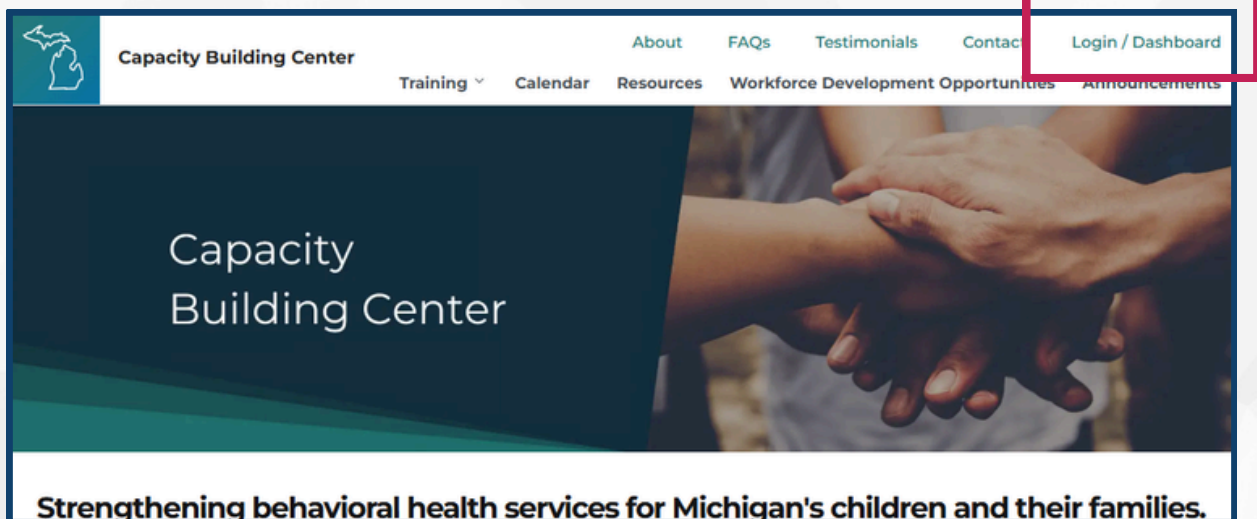 Capacity Building Center
About FAQs Testimonials Contact Login / Dashboard
Training Calendar Resources Workforce Development Opportunities Announcements
Capacity
Building Center
Strengthening behavioral health services for Michigan's children and their families.